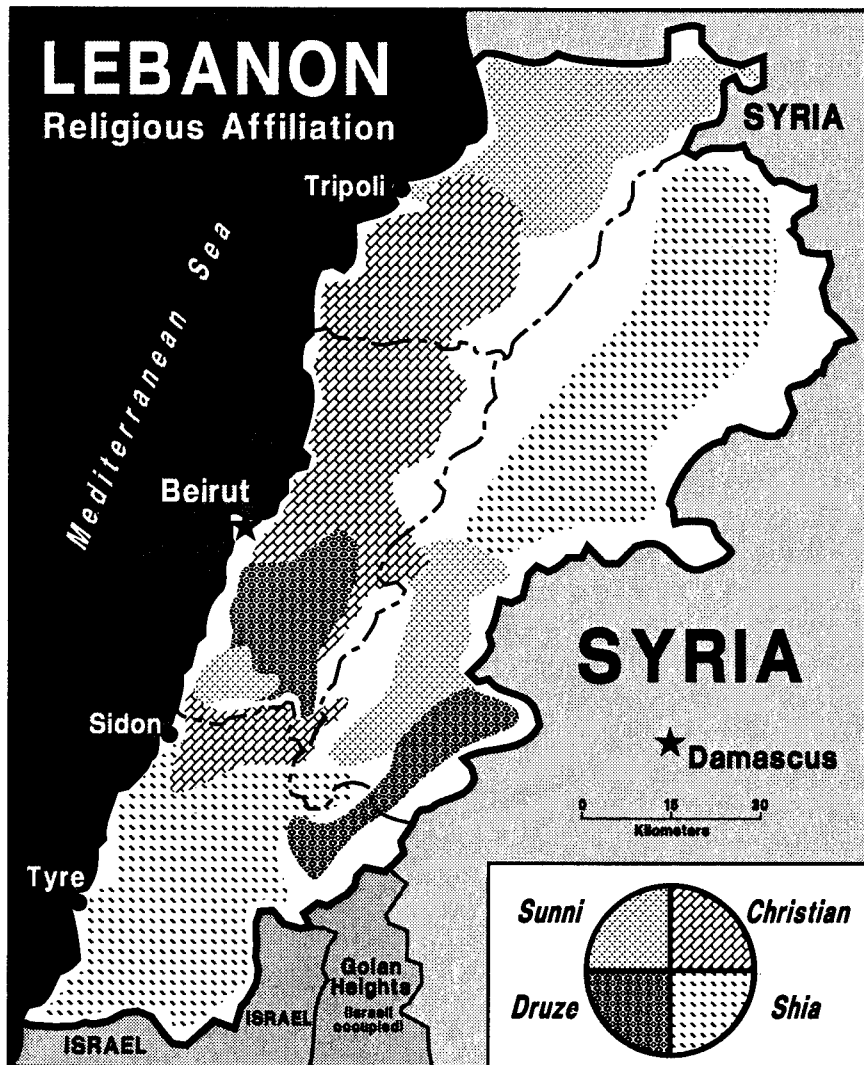 LEBANON
Religious Affiliation
SYRIA
Tripoli
Mediterranean Sea
Beirut
SYRIA
Sidon
Damascus
0 15 30
Kilometers
Tyre
Sunni
Christian
Golan
Heights
(Israeli
occupied)
ISRAEL
Druze
Shia
ISRAEL